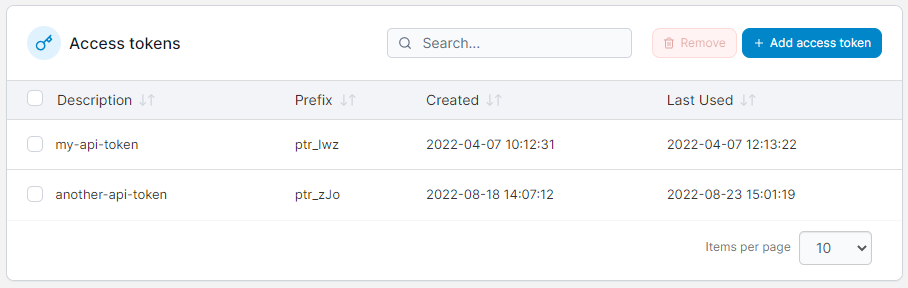 Access tokens
Search...
Remove
+ Add access token
Description
Prefix
Created
Last Used
my-api-token ptr_lwz 2022-04-07 10:12:31 2022-04-07 12:13:22
another-api-token ptr_zJo 2022-08-18 14:07:12 2022-08-23 15:01:19
Items per page 10